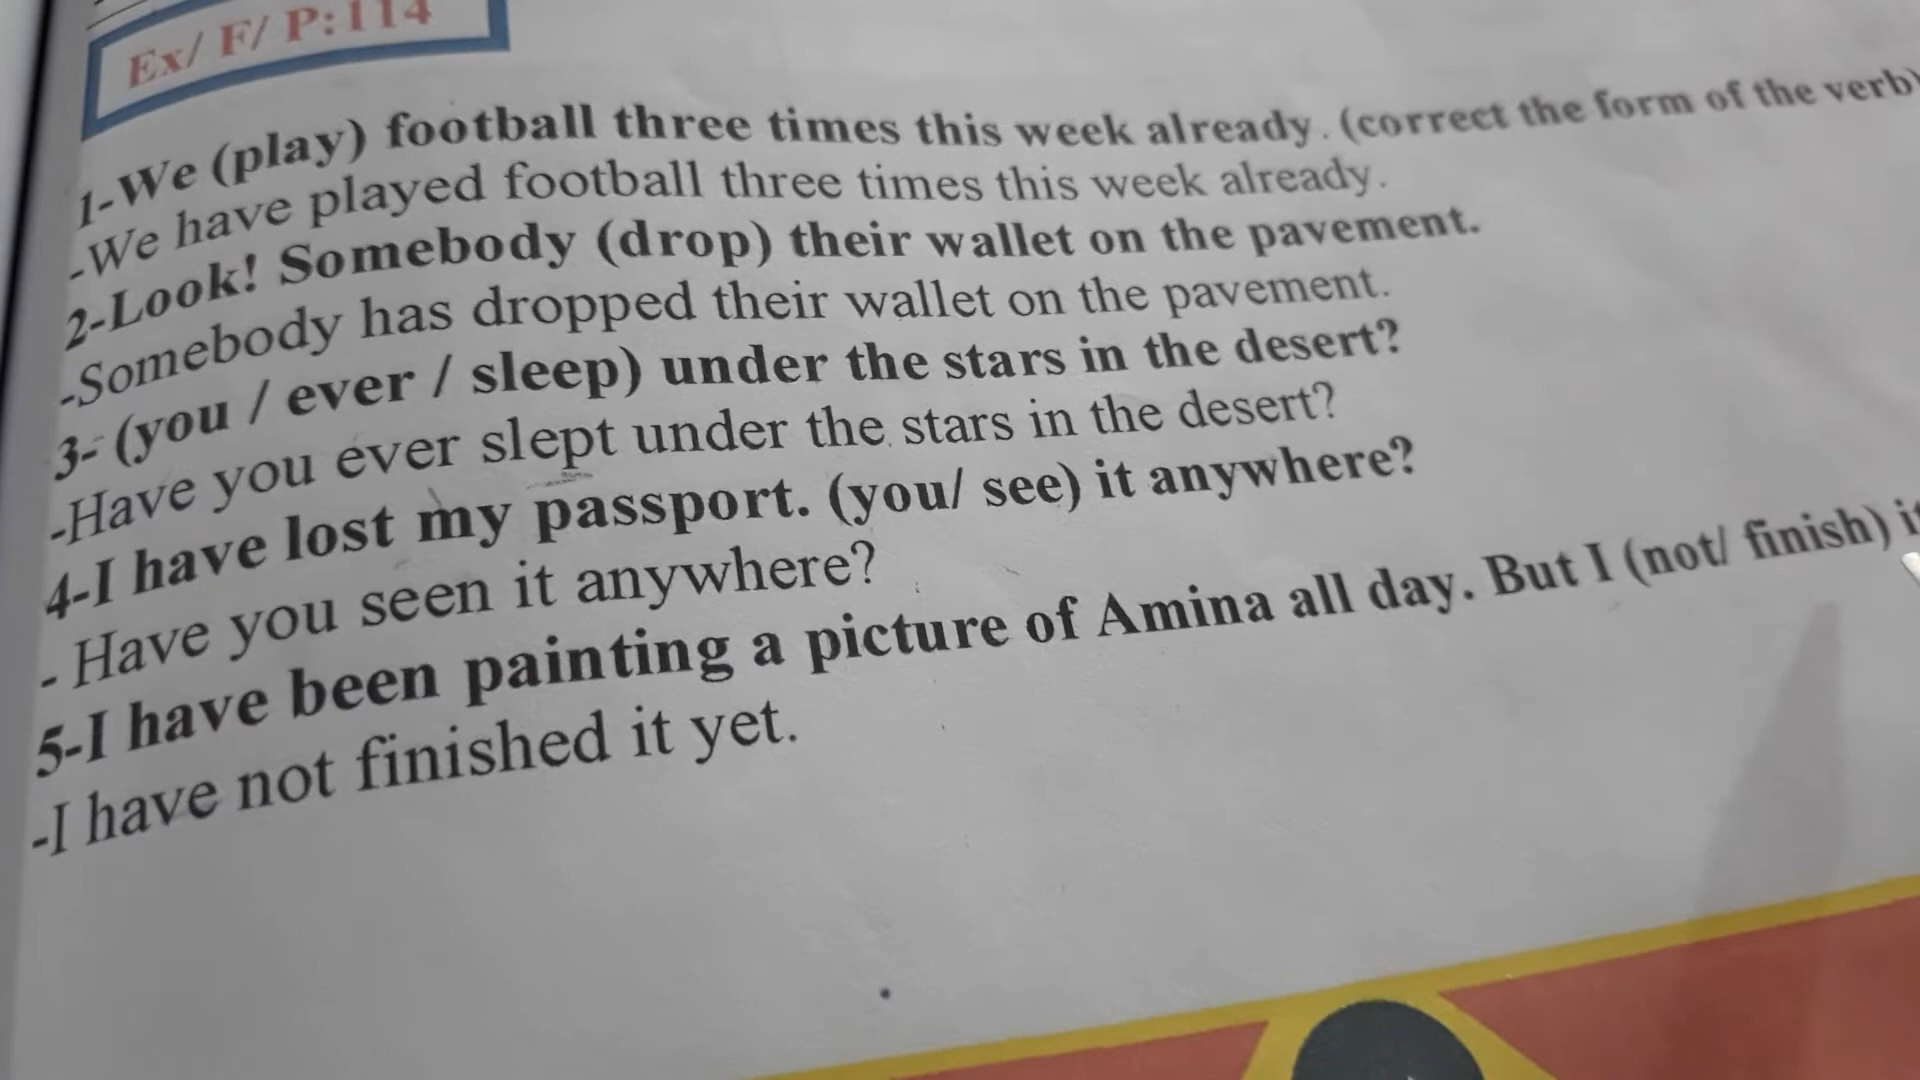 Ex/ F/ P:114
1-We (play) football three times this week already. (correct the form of the verb)
-We have played football three times this week already.
2-Look! Somebody (drop) their wallet on the pavement.
-Somebody has dropped their wallet on the pavement.
3- (you / ever / sleep) under the stars in the desert?
-Have you ever slept under the stars in the desert?
4-I have lost my passport. (you/ see) it anywhere?
- Have you seen it anywhere?
5-I have been painting a picture of Amina all day. But I (not/ finish) it
-I have not finished it yet.